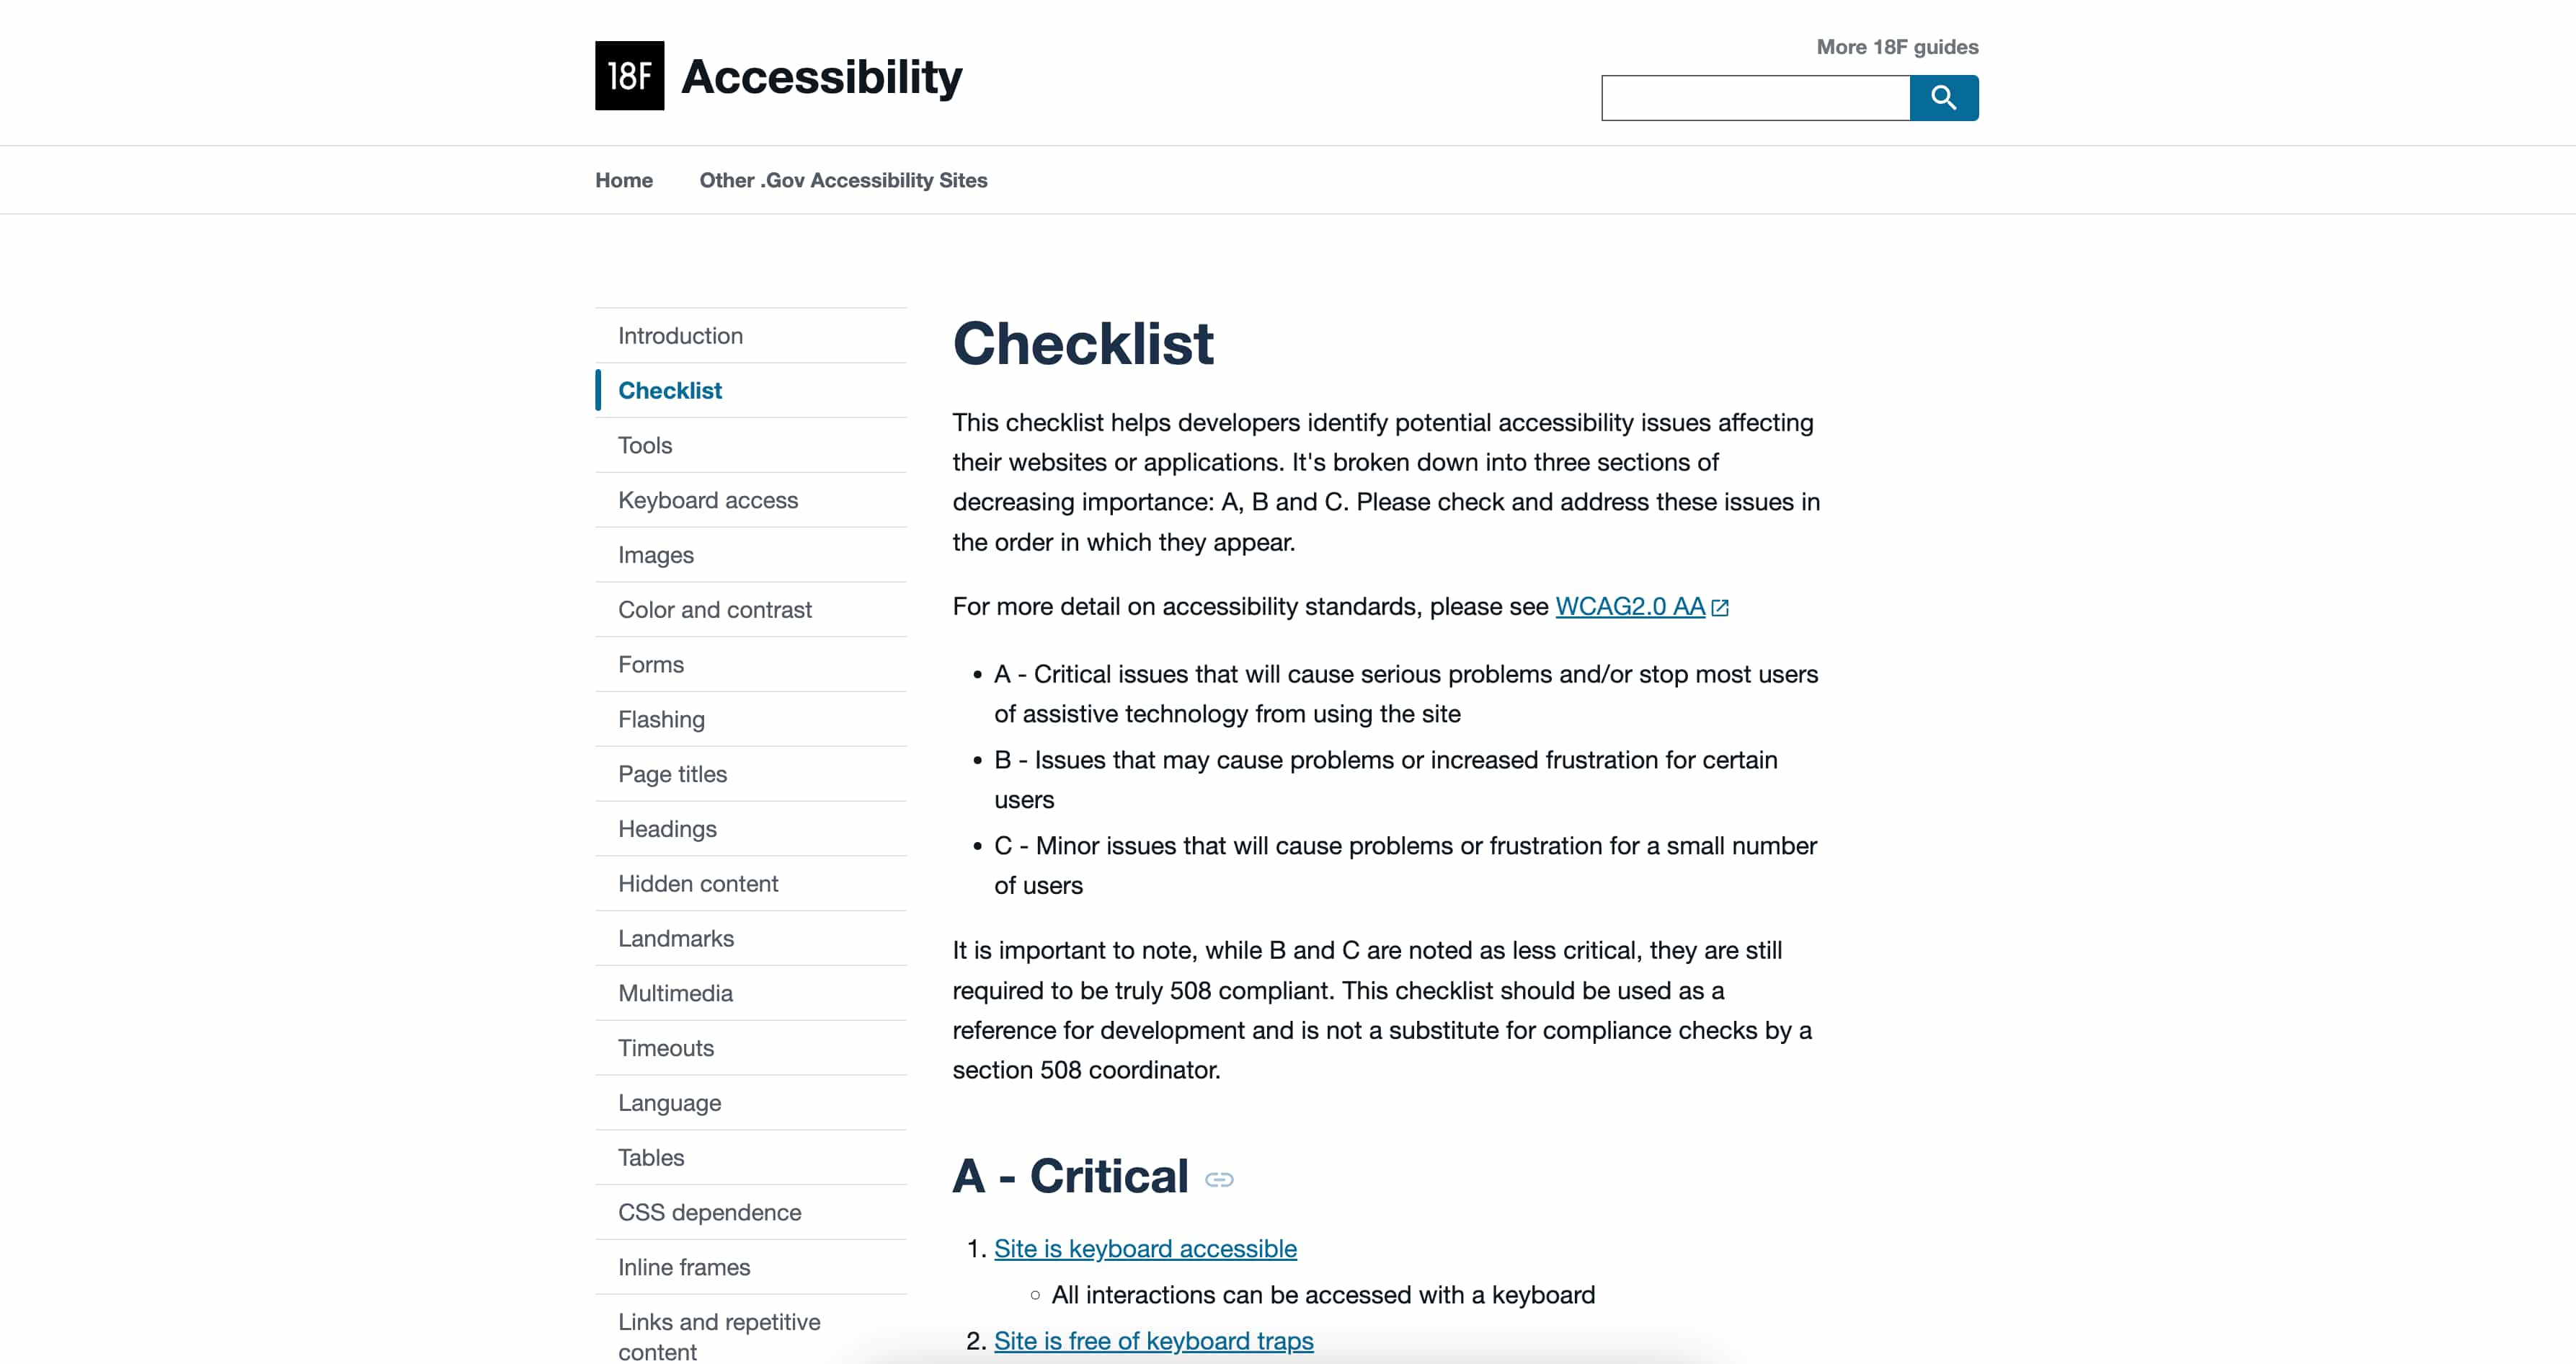 18F
Accessibility
More 18F guides
Home
Other .Gov Accessibility Sites
Introduction
Checklist
Tools
Keyboard access
Images
Color and contrast
Forms
Flashing
Page titles
Headings
Hidden content
Landmarks
Multimedia
Timeouts
Language
Tables
CSS dependence
Inline frames
Links and repetitive
content
Checklist
This checklist helps developers identify potential accessibility issues affecting
their websites or applications. It's broken down into three sections of
decreasing importance: A, B and C. Please check and address these issues in
the order in which they appear.
For more detail on accessibility standards, please see WCAG2.0 AA
• A - Critical issues that will cause serious problems and/or stop most users
of assistive technology from using the site
• B - Issues that may cause problems or increased frustration for certain
users
• C - Minor issues that will cause problems or frustration for a small number
of users
It is important to note, while B and C are noted as less critical, they are still
required to be truly 508 compliant. This checklist should be used as a
reference for development and is not a substitute for compliance checks by a
section 508 coordinator.
A - Critical
1. Site is keyboard accessible
○ All interactions can be accessed with a keyboard
2. Site is free of keyboard traps